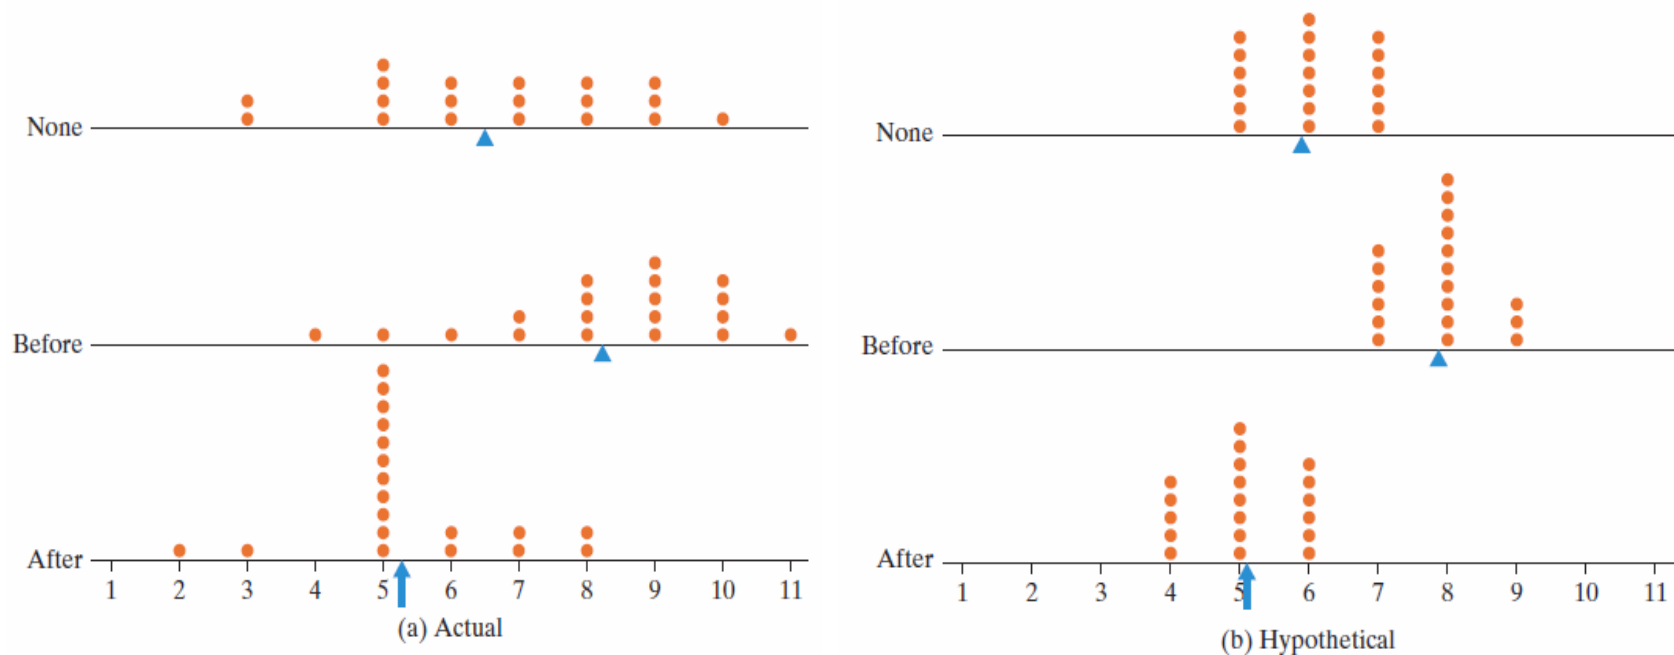 None
Before
After
1 2 3 4 5 6 7 8 9 10 11
(a) Actual
None
Before
After
1 2 3 4 5 6 7 8 9 10 11
(b) Hypothetical